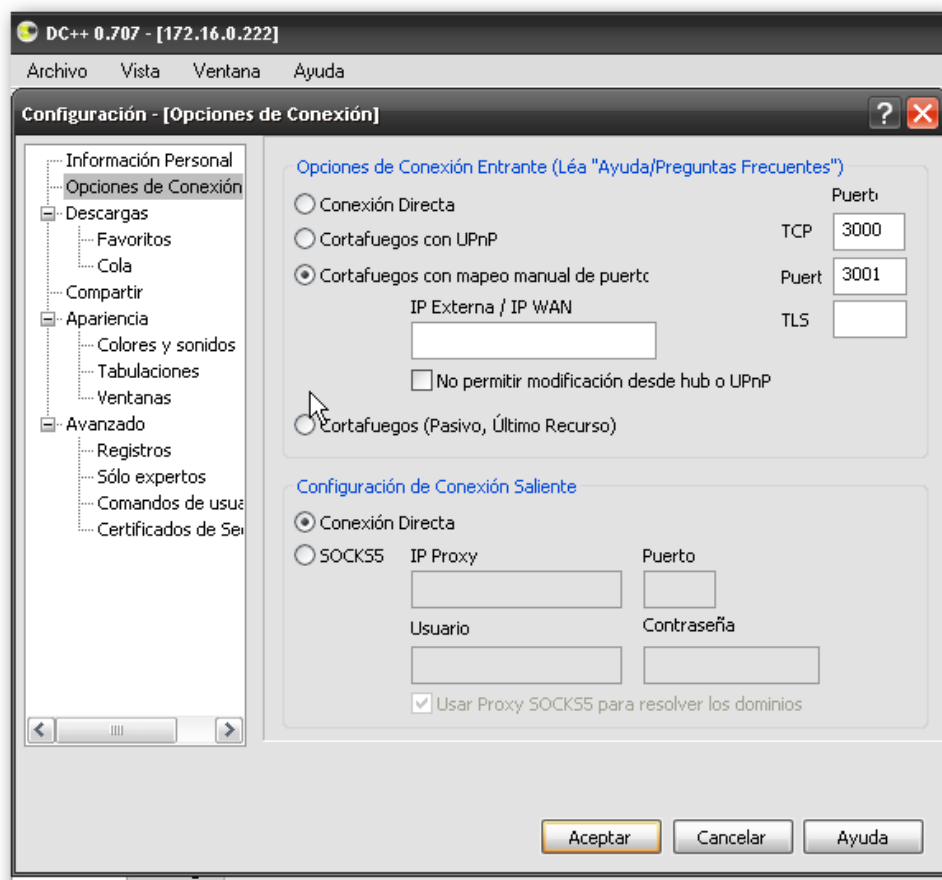 DC++ 0.707 - [172.16.0.222]
Archivo Vista Ventana Ayuda
Configuración - [Opciones de Conexión]
Información Personal
Opciones de Conexión
Descargas
Favoritos
Cola
Compartir
Apariencia
Colores y sonidos
Tabulaciones
Ventanas
Avanzado
Registros
Sólo expertos
Comandos de usua
Certificados de Se
Opciones de Conexión Entrante (Léa "Ayuda/Preguntas Frecuentes")
Puerto
Conexión Directa
TCP 3000
Cortafuegos con UPnP
Cortafuegos con mapeo manual de puerto
Puert 3001
IP Externa / IP WAN
TLS
No permitir modificación desde hub o UPnP
Cortafuegos (Pasivo, Último Recurso)
Configuración de Conexión Saliente
Conexión Directa
SOCKS5 IP Proxy Puerto
Usuario Contraseña
Usar Proxy SOCKS5 para resolver los dominios
Aceptar Cancelar Ayuda